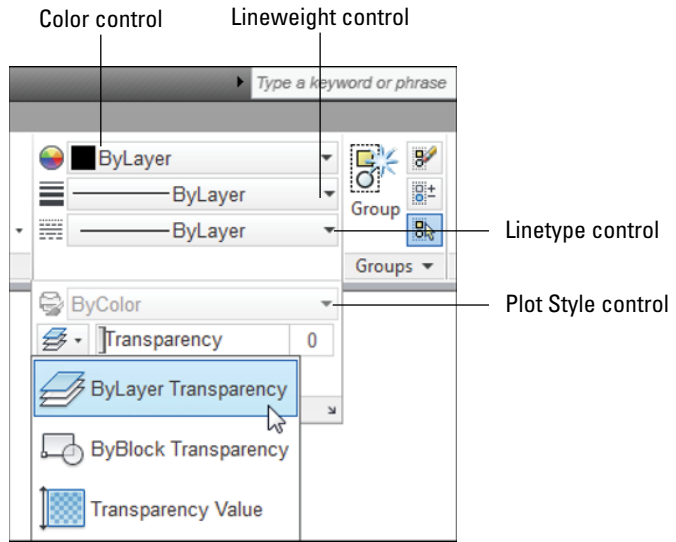 Color control
Lineweight control
Type a keyword or phrase
ByLayer
ByLayer
Group
ByLayer
Linetype control
Groups
ByColor
Plot Style control
Transparency 0
ByLayer Transparency
ByBlock Transparency
Transparency Value